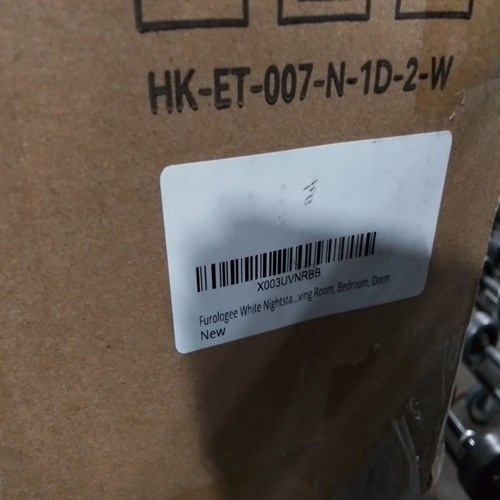 HK-ET-007-N-1D-2-W
X003UVNRBB
Furologee White Nightsta...ving Room, Bedroom, Dorm
New